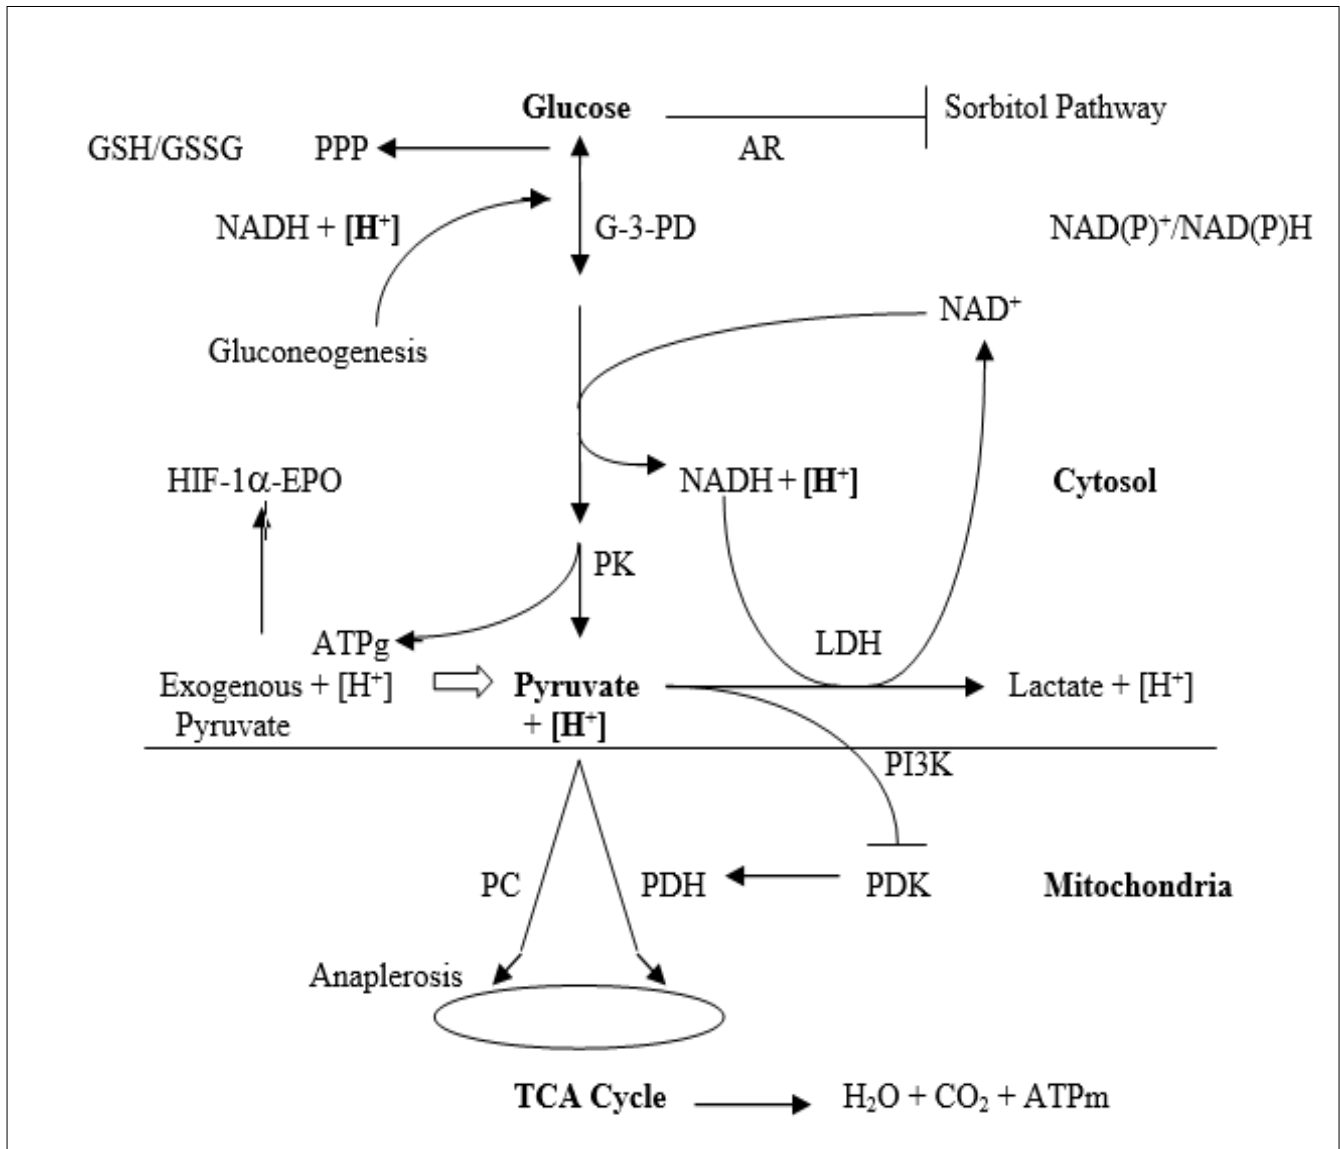 Glucose
Sorbitol Pathway
GSH/GSSG
PPP
AR
NADH + [H⁺]
G-3-PD
NAD(P)⁺/NAD(P)H
NAD⁺
Gluconeogenesis
HIF-1α-EPO
NADH + [H⁺]
Cytosol
PK
ATPg
LDH
Exogenous + [H⁺]
Pyruvate
Pyruvate
+ [H⁺]
Lactate + [H⁺]
PI3K
PC
PDH
PDK
Mitochondria
Anaplerosis
TCA Cycle
H₂O + CO₂ + ATPm